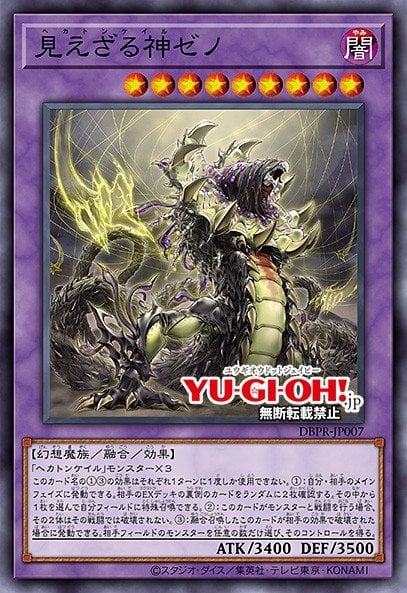 ヘカトンケイル
見えざる神ゼノ
やみ
闇
ユウギオウドットジェイピー
YU-GI-OH!.jp
無断転載禁止
DBPR-JP007
【幻想魔族／融合／効果】
「ヘカトンケイル」モンスター×３
このカード名の①③の効果はそれぞれ１ターンに１度しか使用できない。①：自分・相手のメイン
フェイズに発動できる。相手のEXデッキの裏側のカードをランダムに２枚確認する。その中から
１枚を選んで自分フィールドに特殊召喚できる。②：このカードがモンスターと戦闘を行う場合、
その２体はその戦闘では破壊されない。③：融合召喚したこのカードが相手の効果で破壊された
場合に発動できる。相手フィールドのモンスターを任意の数だけ選び、そのコントロールを得る。
ATK/3400 DEF/3500
©スタジオ・ダイス／集英社・テレビ東京・KONAMI